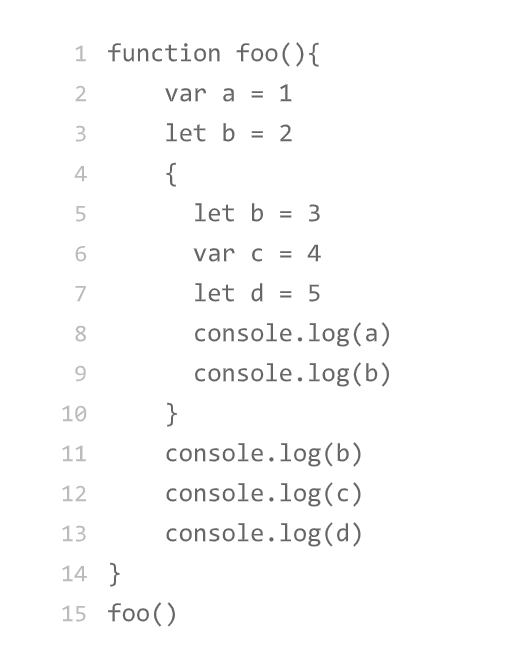 1 function foo(){
2     var a = 1
3     let b = 2
4     {
5       let b = 3
6       var c = 4
7       let d = 5
8       console.log(a)
9       console.log(b)
10     }
11     console.log(b)
12     console.log(c)
13     console.log(d)
14 }
15 foo()